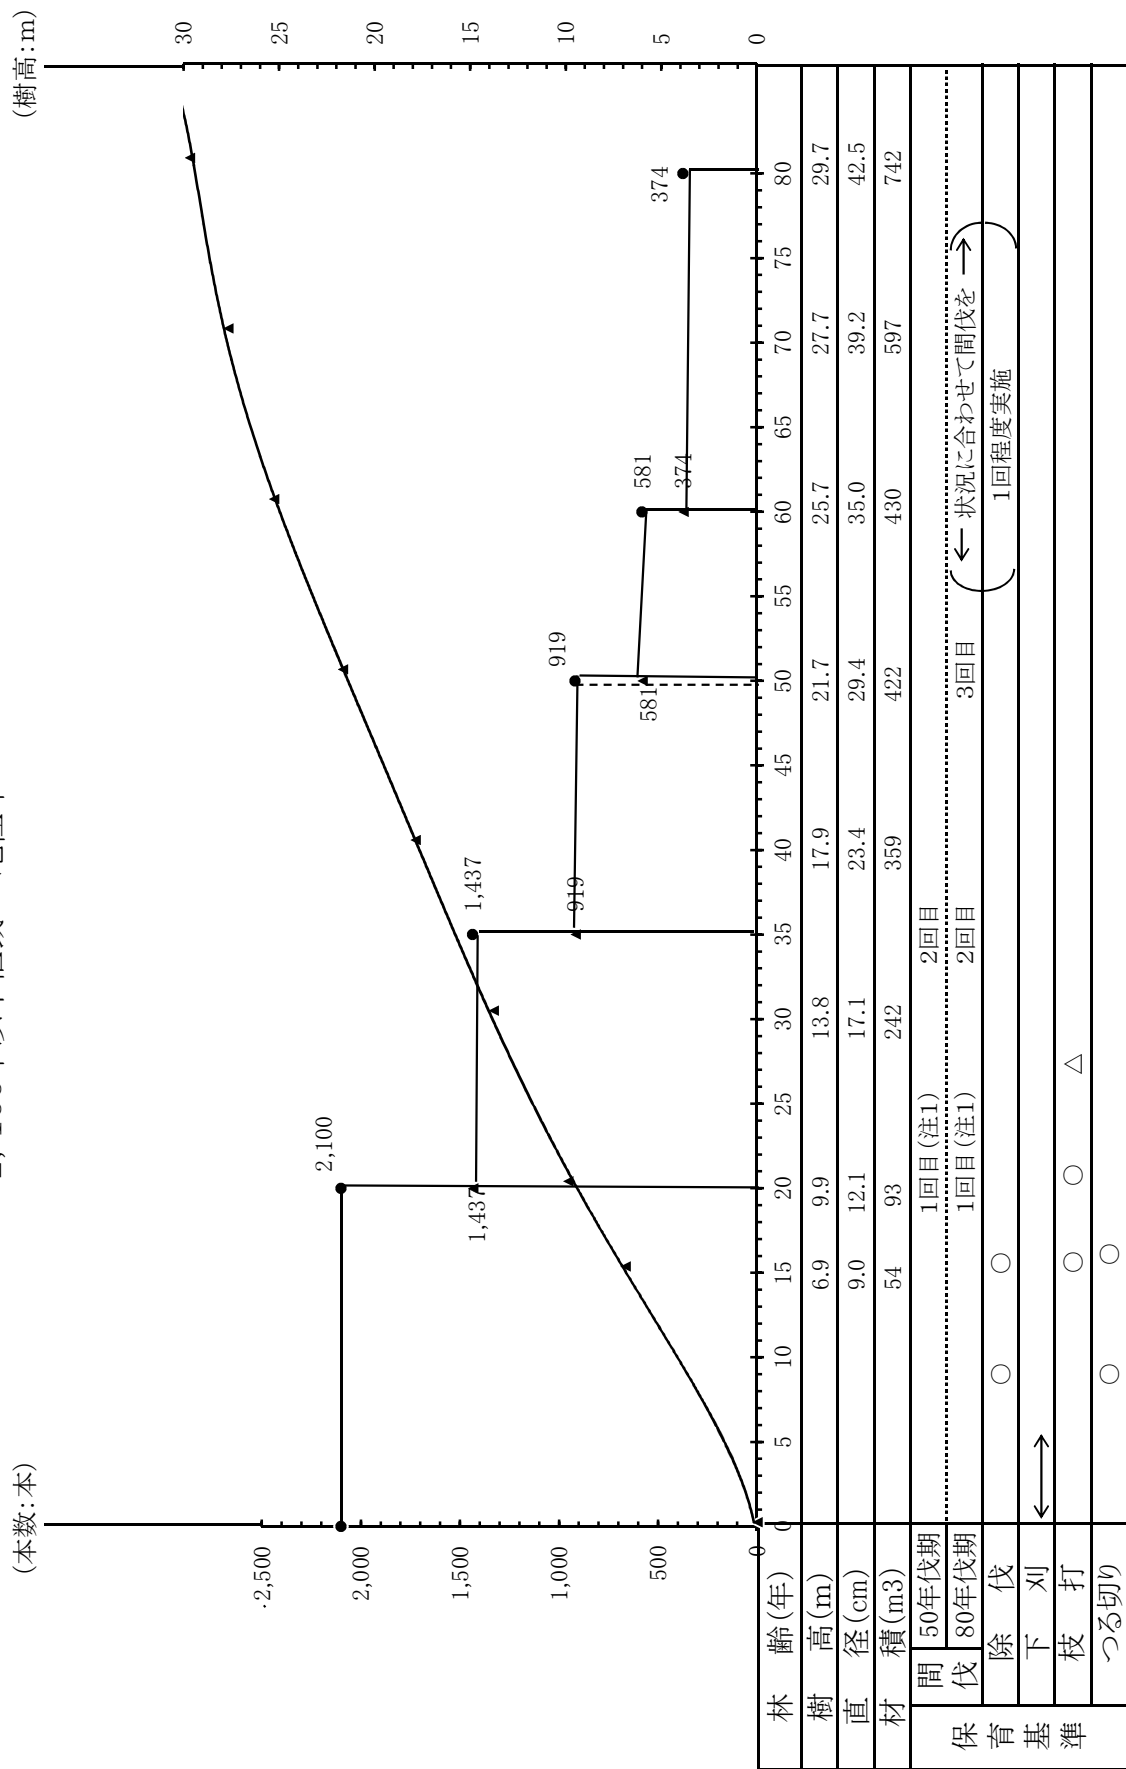 (本数:本)
(樹高:m)
2,500
2,000
1,500
1,000
500
0
30
25
20
15
10
5
0
2,100
1,437
1,437
919
919
581
581
374
374
林齢(年) 0 5 10 15 20 25 30 35 40 45 50 55 60 65 70 75 80
樹高(m) 6.9 9.9 13.8 17.9 21.7 25.7 27.7 29.7
直径(cm) 9.0 12.1 17.1 23.4 29.4 35.0 39.2 42.5
材積(m3) 54 93 242 359 422 430 597 742
保育基準
間伐
50年伐期 1回目(注1) 2回目
80年伐期 1回目(注1) 2回目 3回目 ← 状況に合わせて間伐を →
1回程度実施
除伐 ○ ○
下刈 ↔
枝打 ○ ○ △
つる切り ○ ○